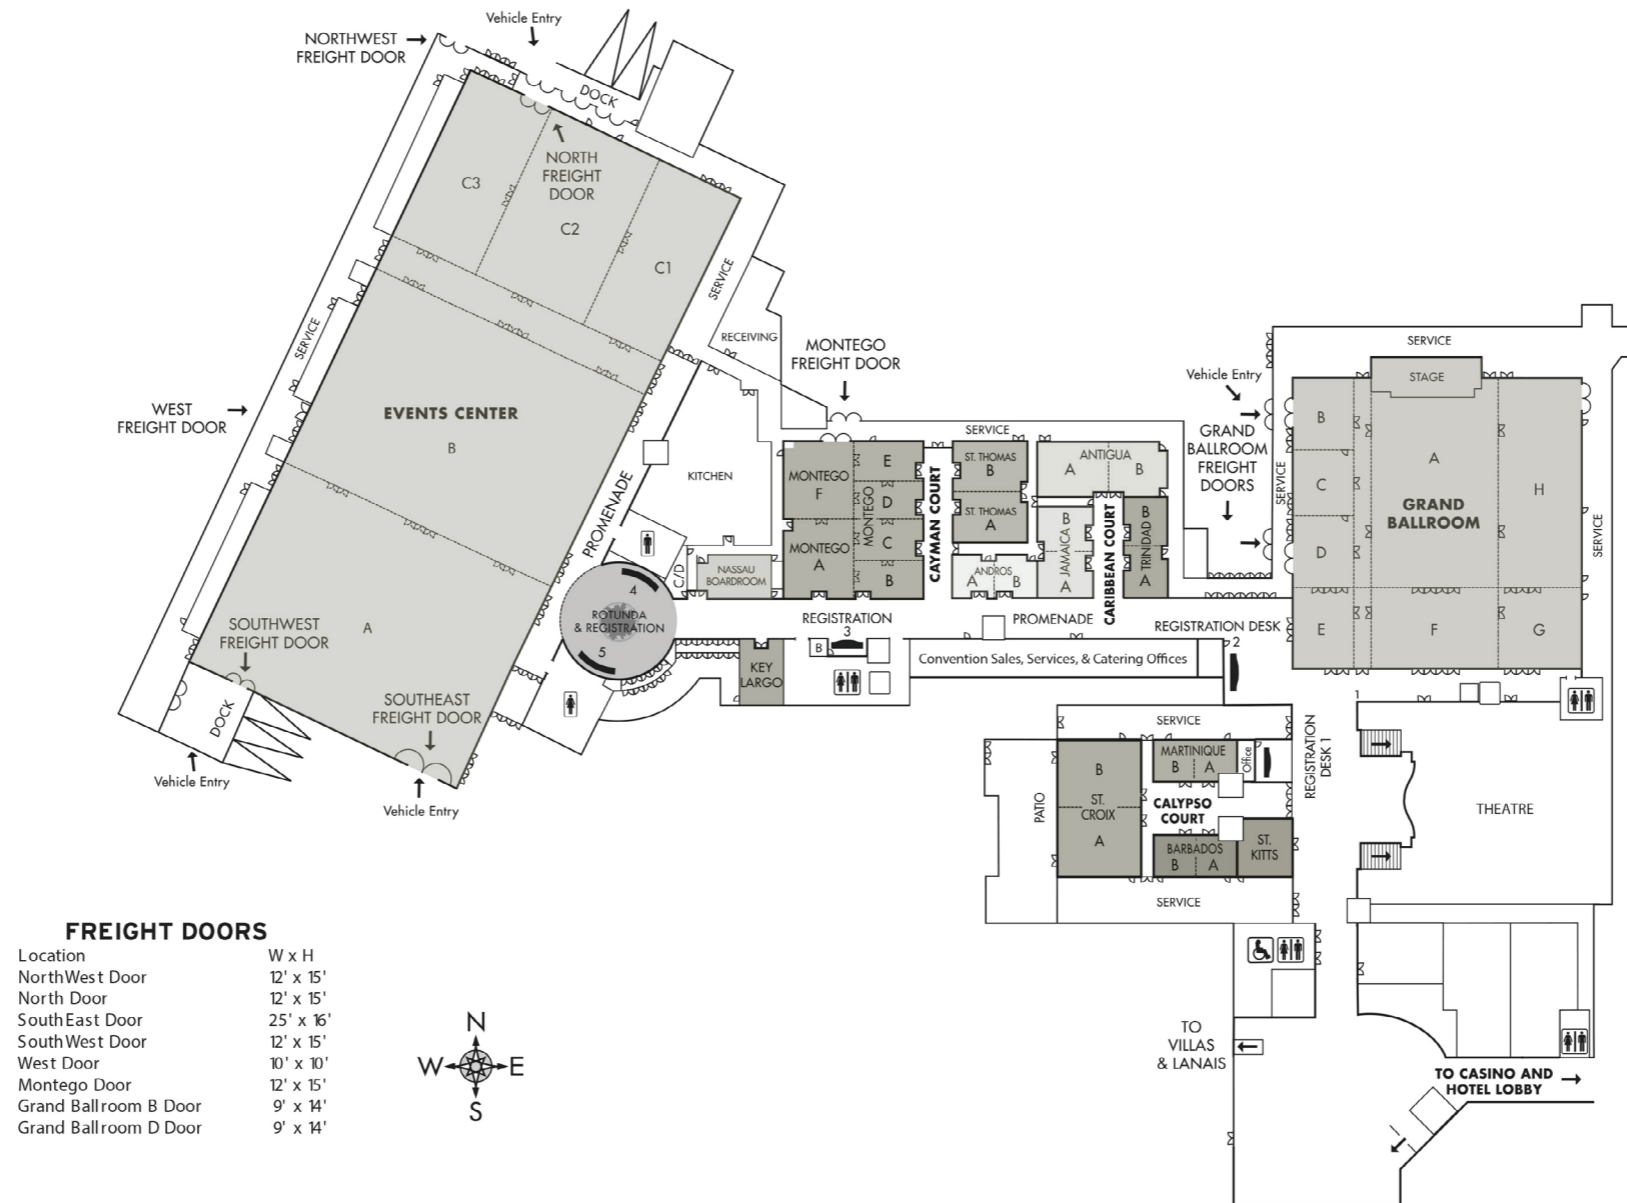 Vehicle Entry
NORTHWEST
FREIGHT DOOR
DOCK
NORTH
FREIGHT
DOOR
C3
C2
C1
SERVICE
SERVICE
RECEIVING
MONTEGO
FREIGHT DOOR
WEST
FREIGHT DOOR
EVENTS CENTER
B
A
PROMENADE
KITCHEN
SOUTHWEST
FREIGHT DOOR
SOUTHEAST
FREIGHT DOOR
DOCK
Vehicle Entry
Vehicle Entry
4
ROTUNDA
& REGISTRATION
5
C/D
NASSAU
BOARDROOM
MONTEGO
F
MONTEGO
A
MONTEGO
E
D
C
B
CAYMAN COURT
SERVICE
ST. THOMAS
B
ST. THOMAS
A
ANDROS
A B
ANTIGUA
A B
JAMAICA
B
A
CARIBBEAN COURT
TRINIDAD
B
A
REGISTRATION
3
B
KEY
LARGO
PROMENADE
REGISTRATION DESK
2
Convention Sales, Services, & Catering Offices
Vehicle Entry
GRAND
BALLROOM
FREIGHT
DOORS
SERVICE
SERVICE
STAGE
B
C
D
E
A
GRAND
BALLROOM
H
F
G
SERVICE
1
REGISTRATION
DESK 1
SERVICE
MARTINIQUE
B A
Office
PATIO
B
ST.
CROIX
A
CALYPSO
COURT
BARBADOS
B A
ST.
KITTS
SERVICE
THEATRE
TO
VILLAS
& LANAIS
TO CASINO AND
HOTEL LOBBY
FREIGHT DOORS
Location W x H
NorthWest Door 12' x 15'
North Door 12' x 15'
SouthEast Door 25' x 16'
SouthWest Door 12' x 15'
West Door 10' x 10'
Montego Door 12' x 15'
Grand Ballroom B Door 9' x 14'
Grand Ballroom D Door 9' x 14'
N
W E
S